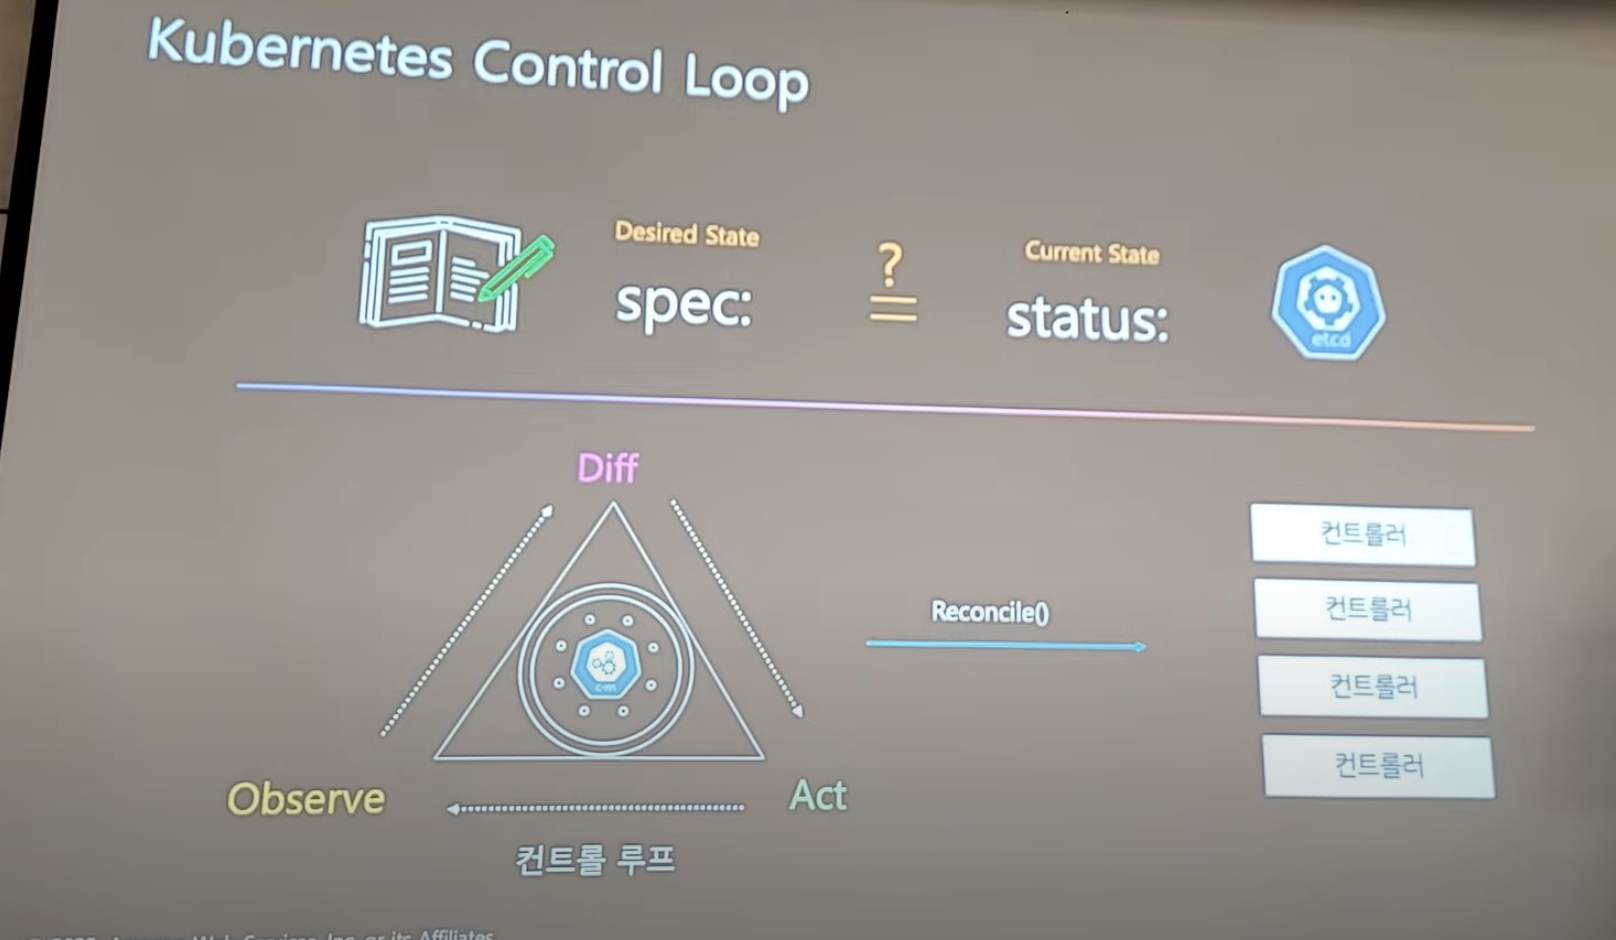 Kubernetes Control Loop
Desired State
spec:
?
=
Current State
status:
etcd
Diff
c-m
Observe
Act
컨트롤 루프
Reconcile()
컨트롤러
컨트롤러
컨트롤러
컨트롤러
Amazon Web Services, Inc. or its Affiliates